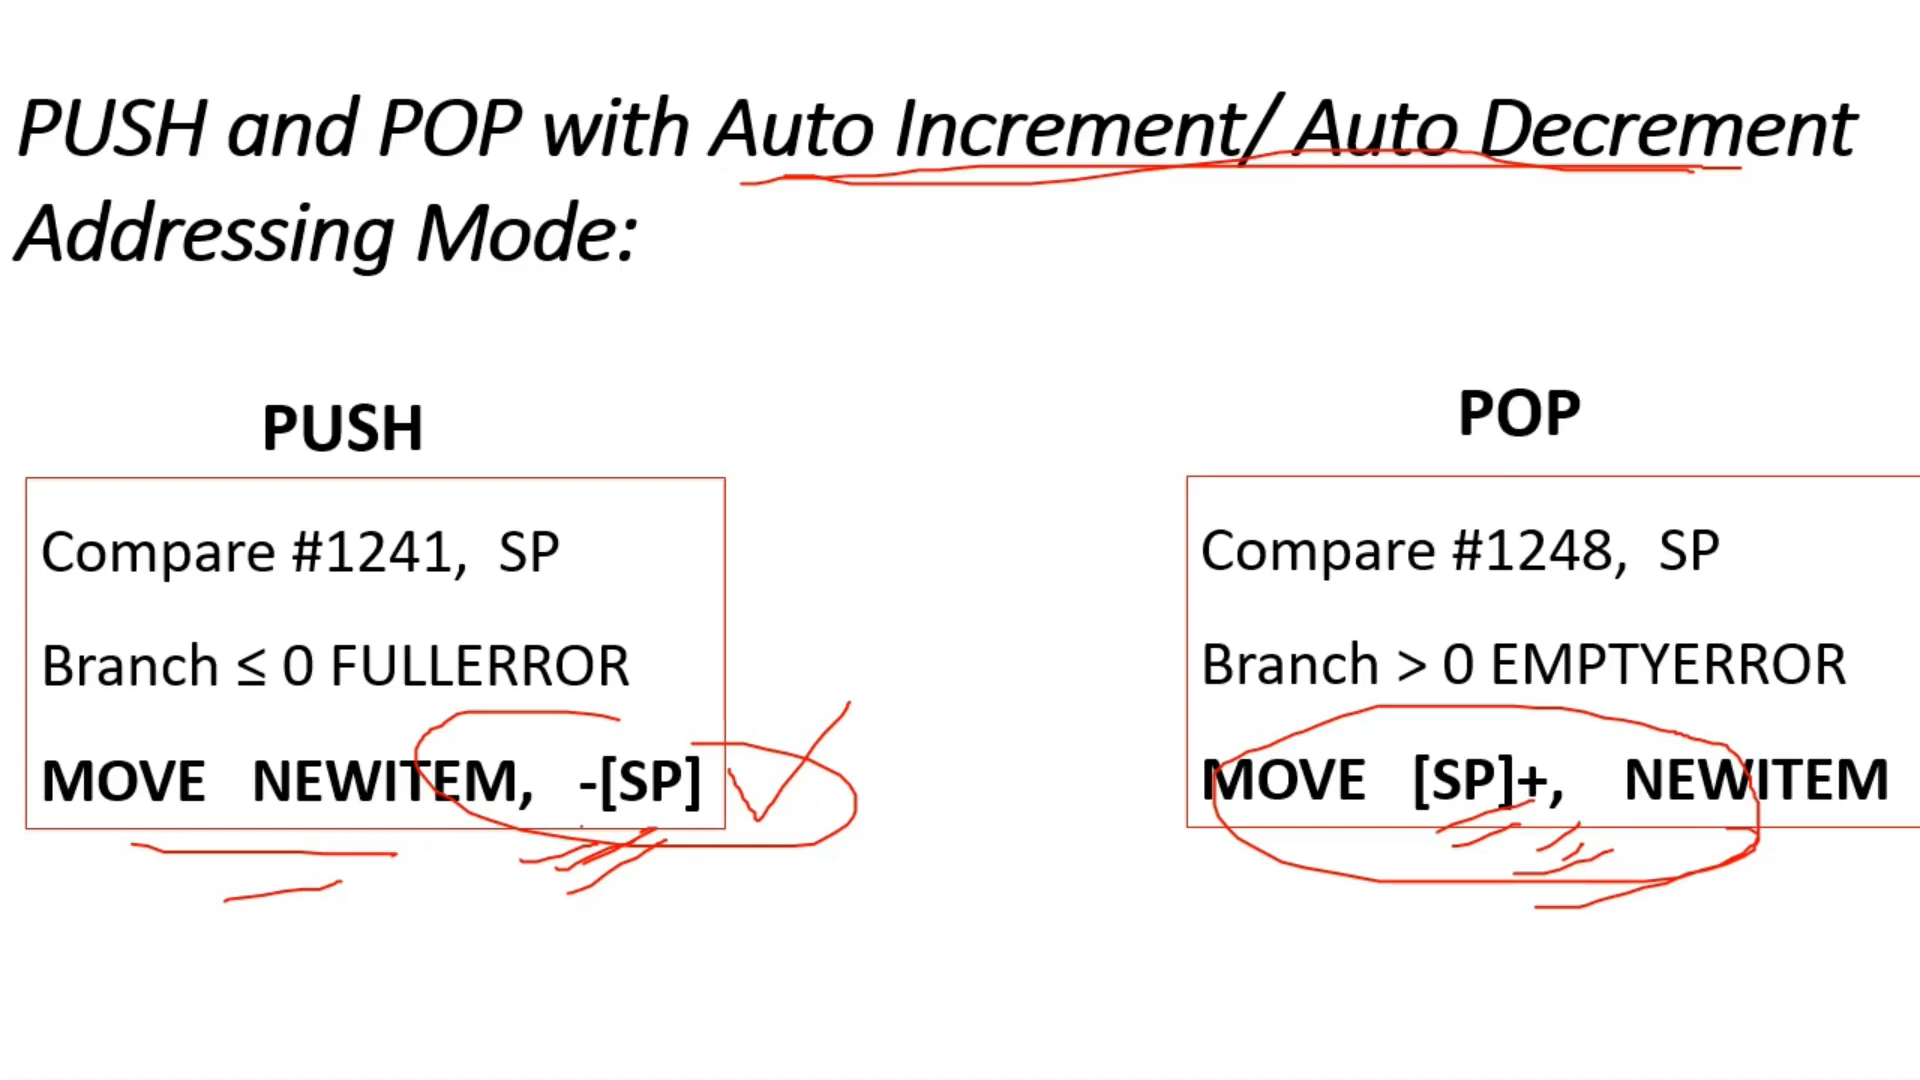 PUSH and POP with Auto Increment/ Auto Decrement
Addressing Mode:
PUSH
Compare #1241, SP
Branch ≤ 0 FULLERROR
MOVE NEWITEM, -[SP]
POP
Compare #1248, SP
Branch > 0 EMPTYERROR
MOVE [SP]+, NEWITEM